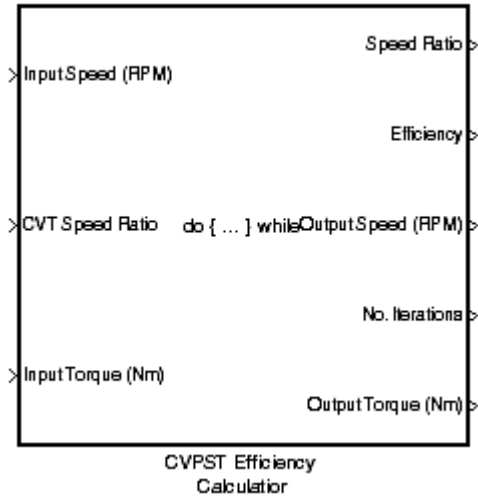 Speed Ratio
Input Speed (RPM)
Efficiency
CVT Speed Ratio
do { ... } while
Output Speed (RPM)
No. Iterations
Input Torque (Nm)
Output Torque (Nm)
CVPST Efficiency
Calculatior